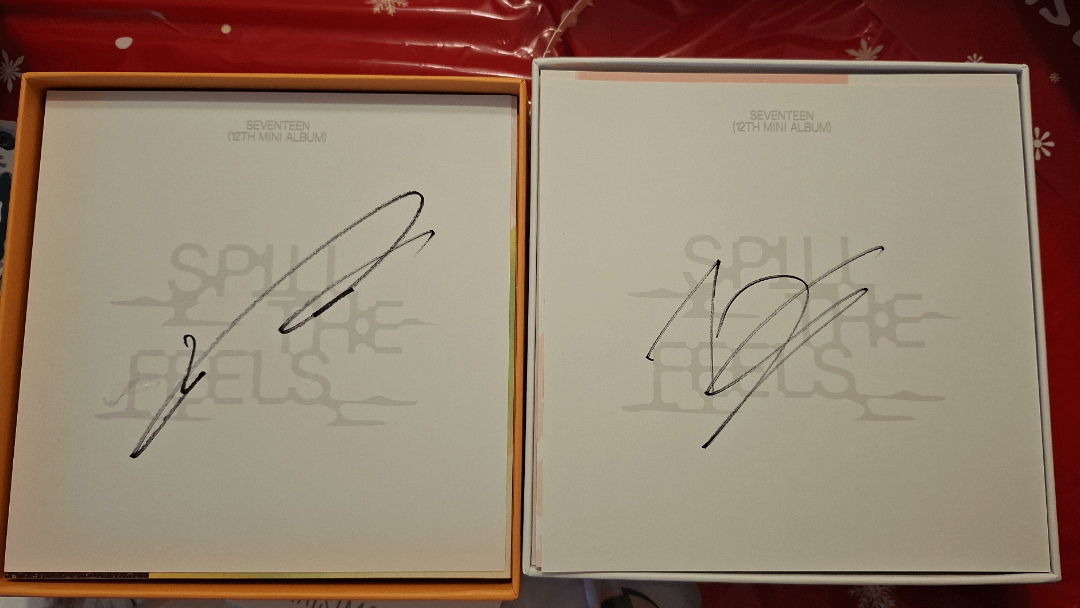 SEVENTEEN
(12TH MINI ALBUM)
SPILL
THE
FEELS
SEVENTEEN
(12TH MINI ALBUM)
SPILL
THE
FEELS